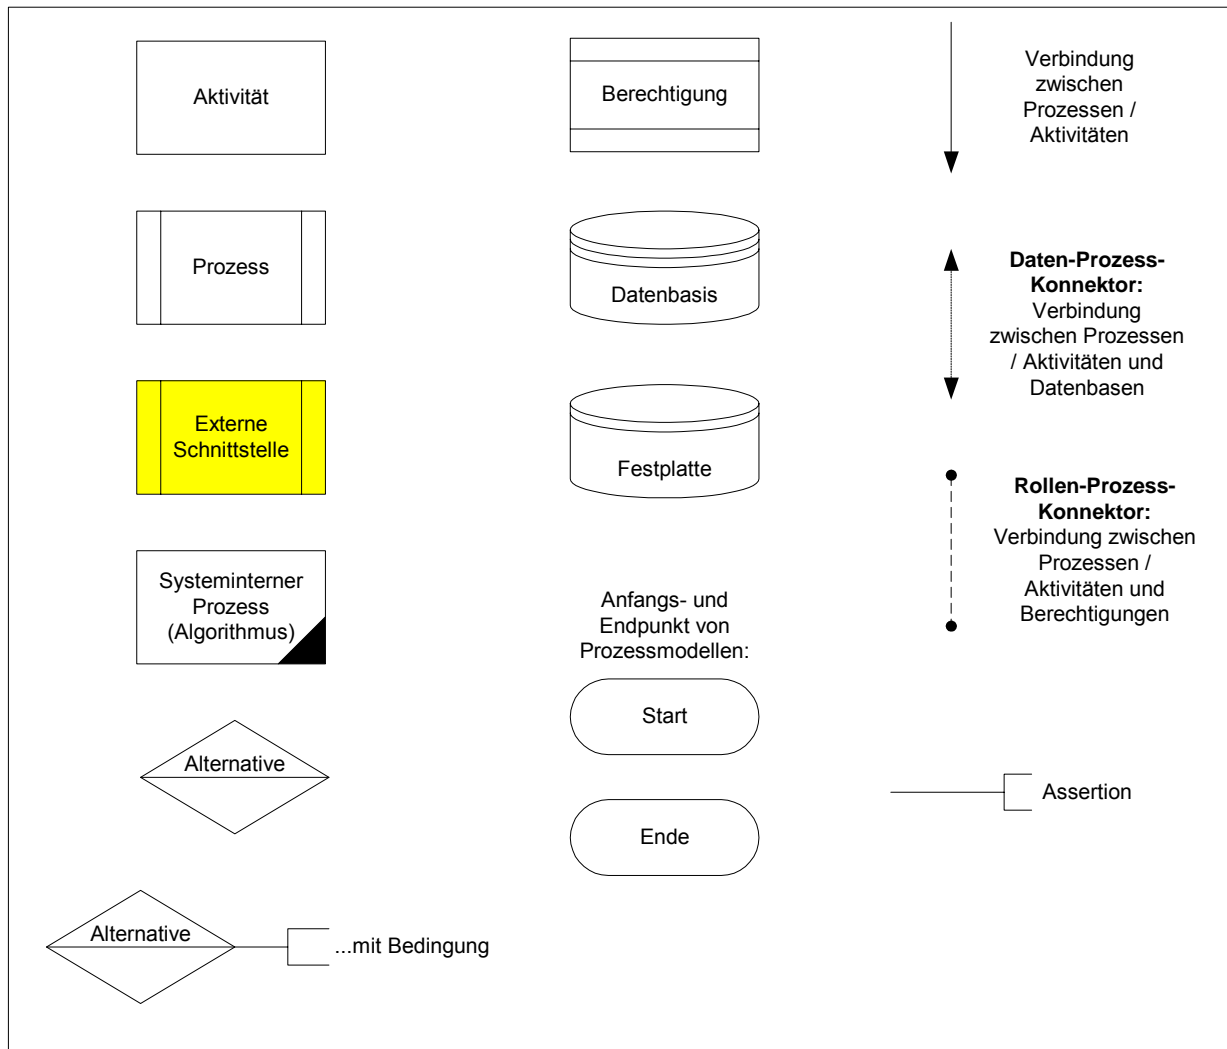 Aktivität
Prozess
Externe
Schnittstelle
Systeminterner
Prozess
(Algorithmus)
Alternative
Alternative
...mit Bedingung
Berechtigung
Datenbasis
Festplatte
Anfangs- und
Endpunkt von
Prozessmodellen:
Start
Ende
Verbindung
zwischen
Prozessen /
Aktivitäten
Daten-Prozess-
Konnektor:
Verbindung
zwischen Prozessen
/ Aktivitäten und
Datenbasen
Rollen-Prozess-
Konnektor:
Verbindung zwischen
Prozessen /
Aktivitäten und
Berechtigungen
Assertion